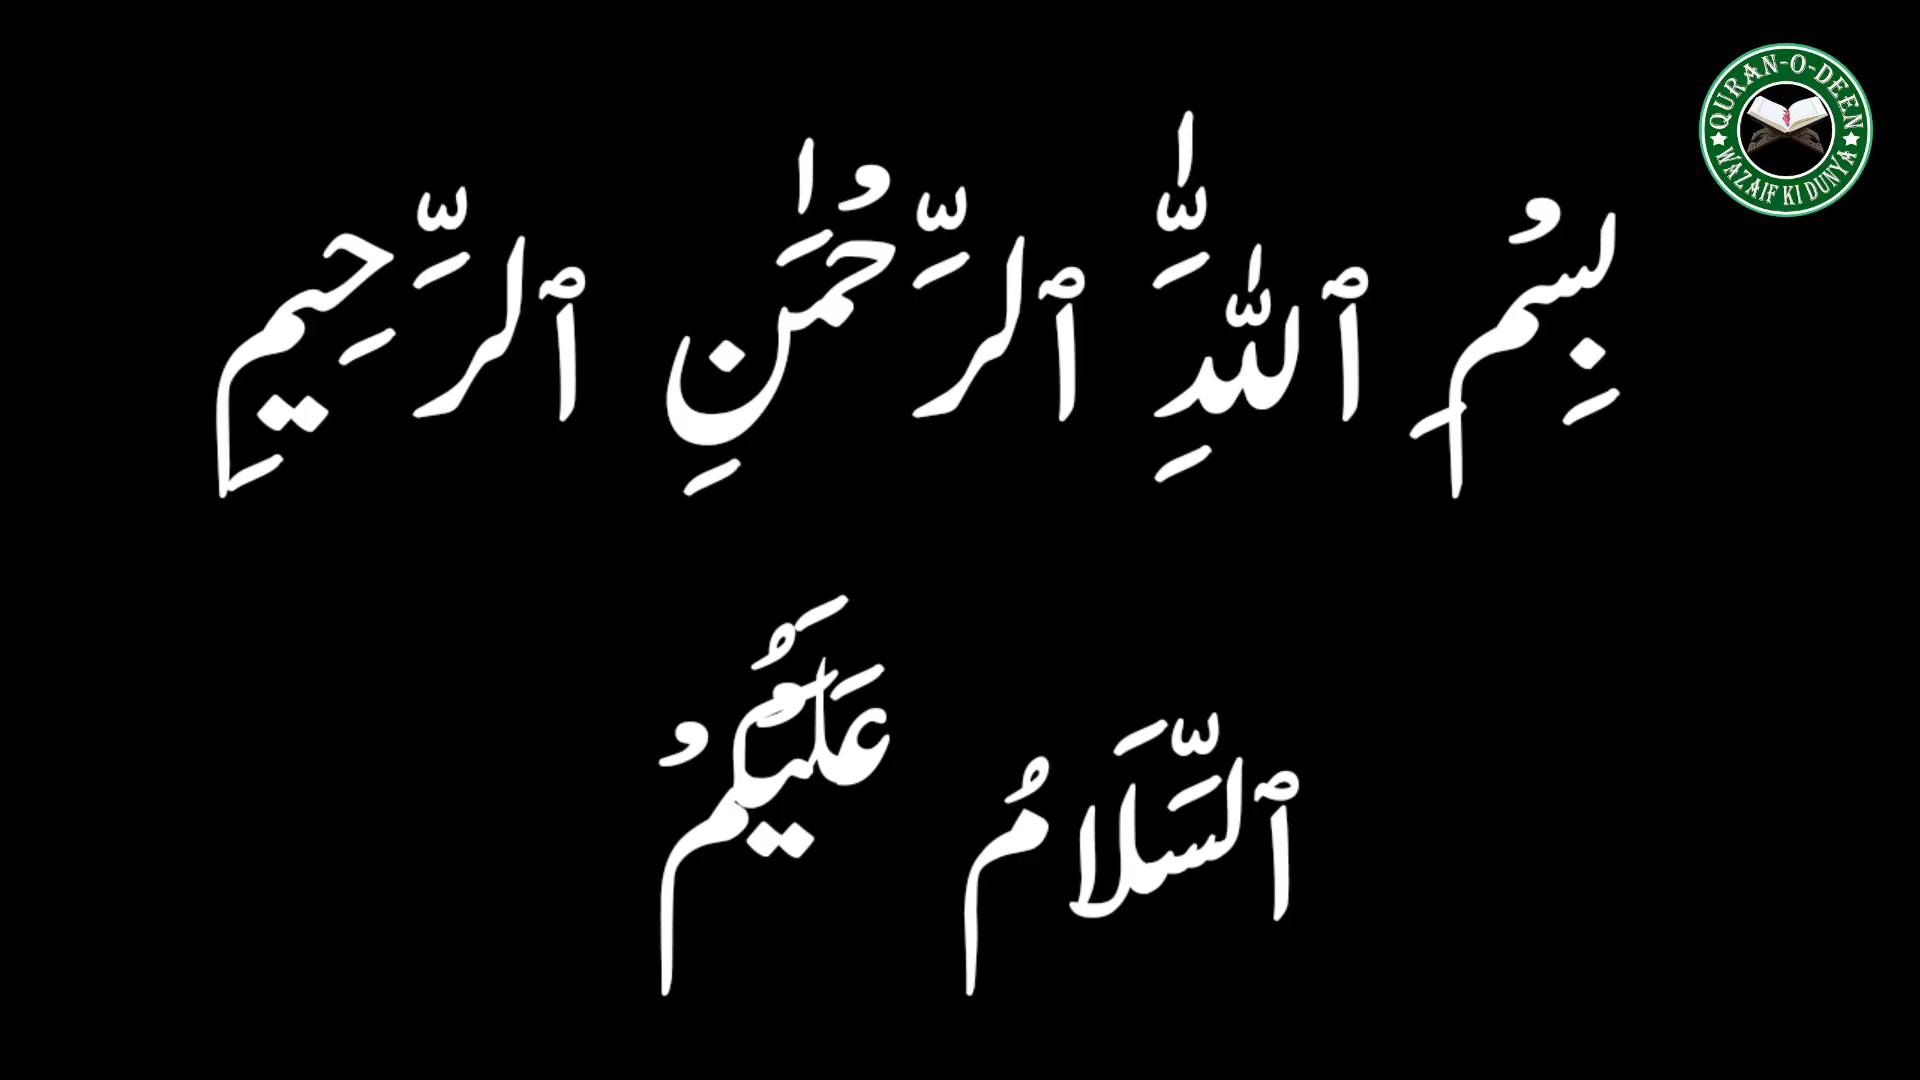 بِسْمِ ٱللَّٰهِ ٱلرَّحْمَٰنِ ٱلرَّحِيمِ
ٱلسَّلَامُ عَلَيْكُمْ
QURAN-O-DEEN
WAZAIF KI DUNYA